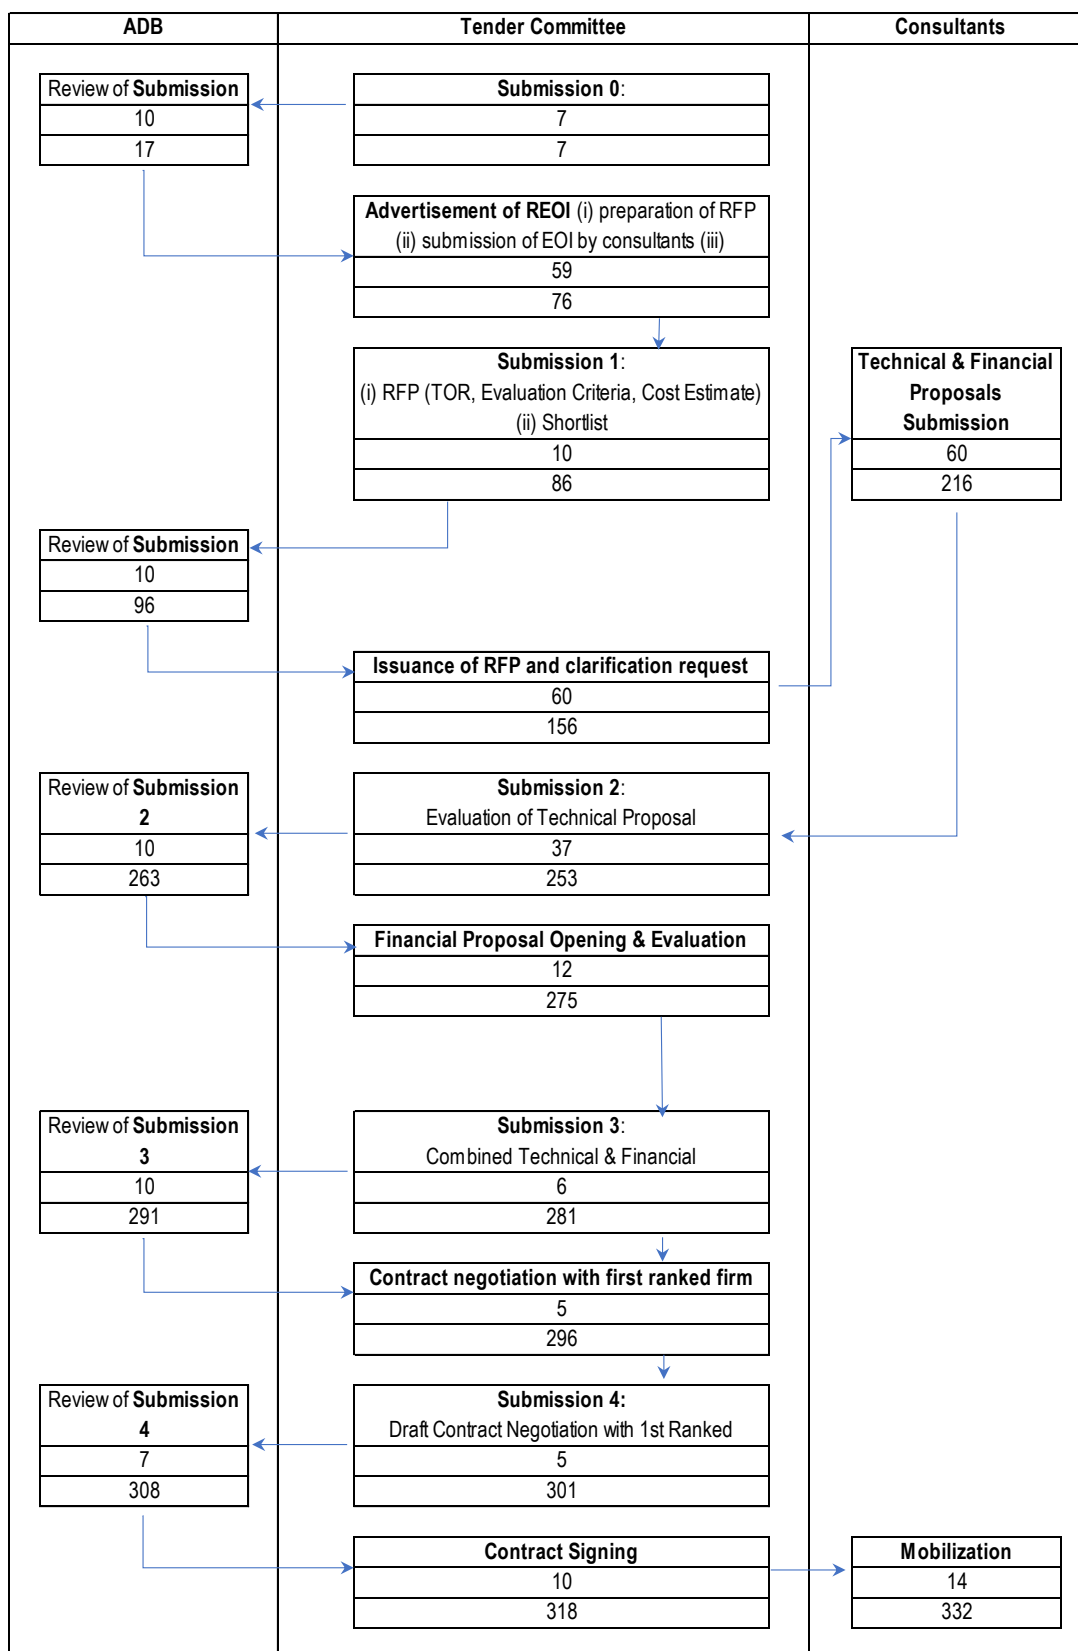 ADB
Tender Committee
Consultants
Review of Submission
10
17
Submission 0:
7
7
Advertisement of REOI (i) preparation of RFP
(ii) submission of EOI by consultants (iii)
59
76
Submission 1:
(i) RFP (TOR, Evaluation Criteria, Cost Estimate)
(ii) Shortlist
10
86
Technical & Financial
Proposals
Submission
60
216
Review of Submission
10
96
Issuance of RFP and clarification request
60
156
Review of Submission
2
10
263
Submission 2:
Evaluation of Technical Proposal
37
253
Financial Proposal Opening & Evaluation
12
275
Review of Submission
3
10
291
Submission 3:
Combined Technical & Financial
6
281
Contract negotiation with first ranked firm
5
296
Review of Submission
4
7
308
Submission 4:
Draft Contract Negotiation with 1st Ranked
5
301
Contract Signing
10
318
Mobilization
14
332